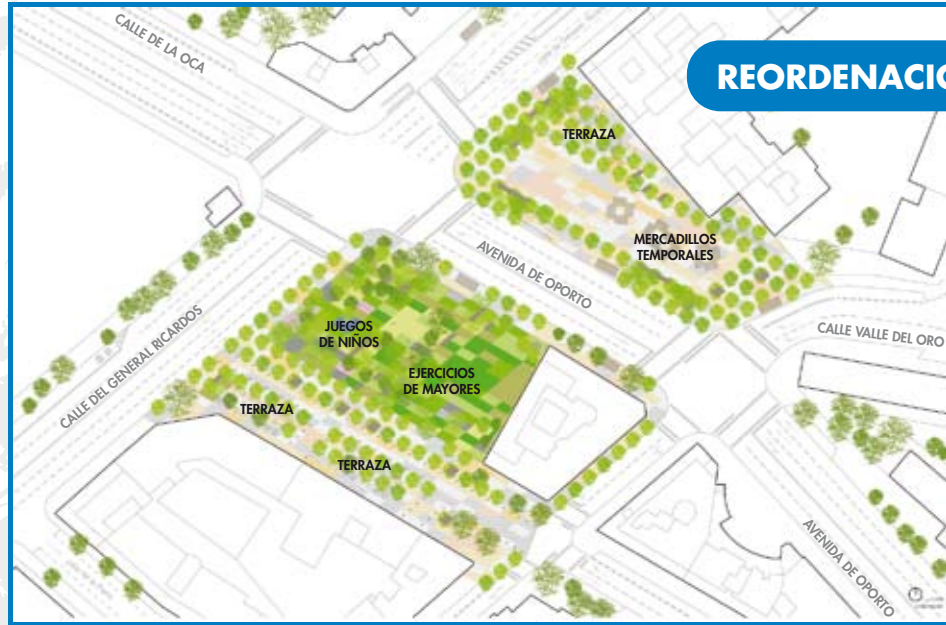 CALLE DE LA OCA
REORDENACIÓ
TERRAZA
MERCADILLOS
TEMPORALES
AVENIDA DE OPORTO
CALLE VALLE DEL ORO
JUEGOS
DE NIÑOS
EJERCICIOS
DE MAYORES
CALLE DEL GENERAL RICARDOS
TERRAZA
TERRAZA
AVENIDA DE OPORTO